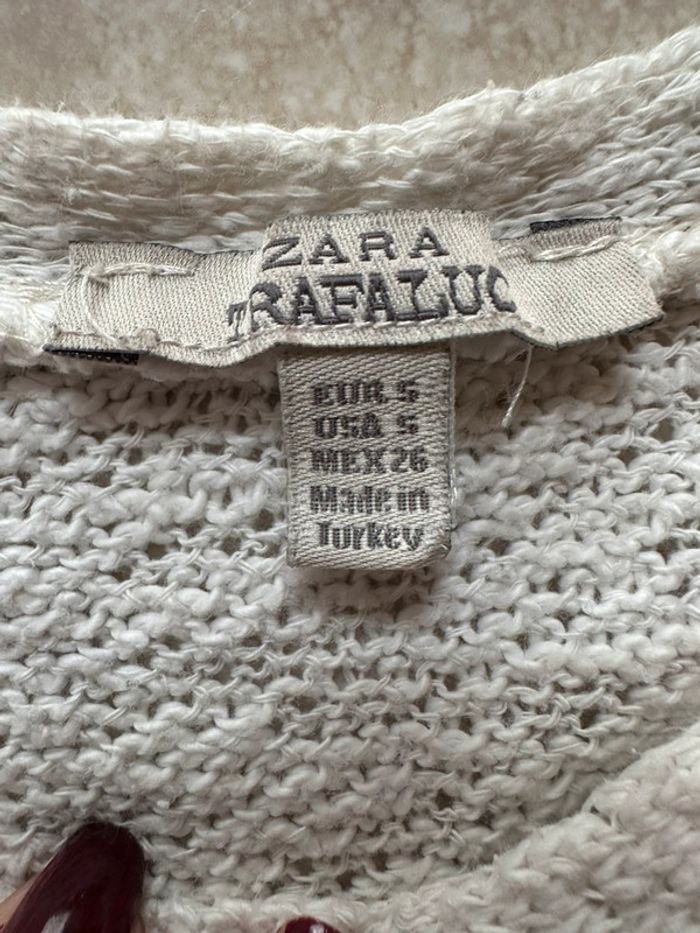 ZARA
TRAFALUC
EUR S
USA S
MEX 26
Made in
Turkey